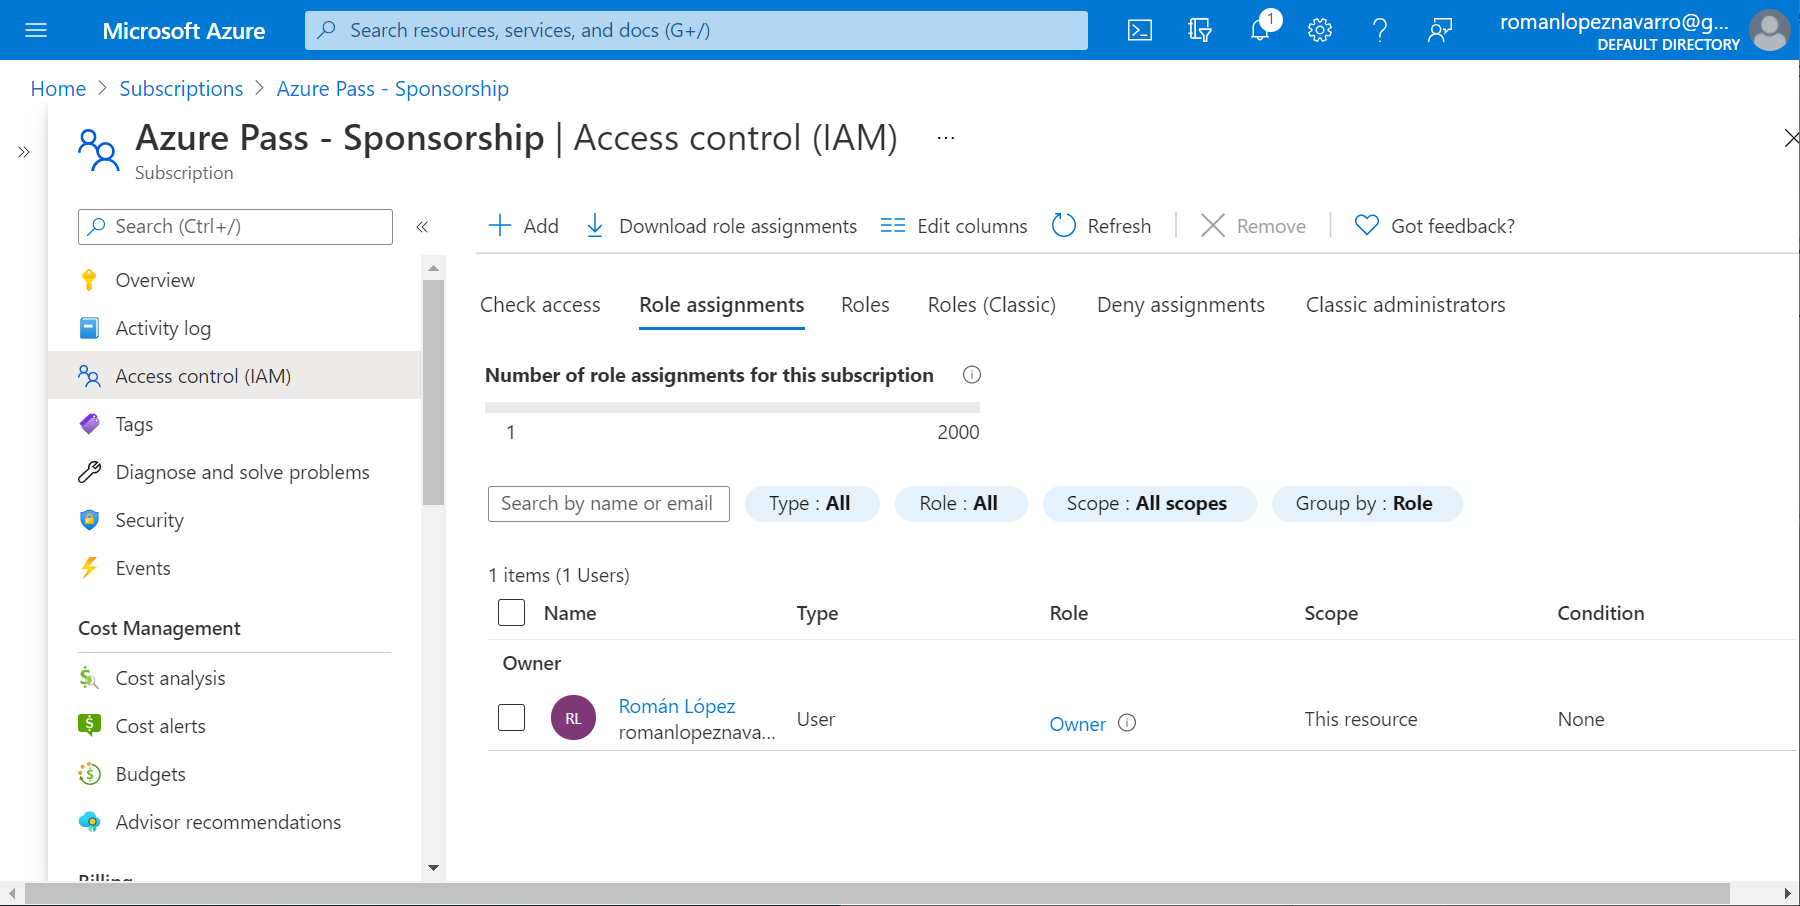 Microsoft Azure
Search resources, services, and docs (G+/)
1
romanlopeznavarro@g...
DEFAULT DIRECTORY
Home > Subscriptions > Azure Pass - Sponsorship
Azure Pass - Sponsorship | Access control (IAM) ...
Subscription
Search (Ctrl+/)
Overview
Activity log
Access control (IAM)
Tags
Diagnose and solve problems
Security
Events
Cost Management
Cost analysis
Cost alerts
Budgets
Advisor recommendations
Billing
Add
Download role assignments
Edit columns
Refresh
Remove
Got feedback?
Check access
Role assignments
Roles
Roles (Classic)
Deny assignments
Classic administrators
Number of role assignments for this subscription
1
2000
Search by name or email
Type : All
Role : All
Scope : All scopes
Group by : Role
1 items (1 Users)
Name
Type
Role
Scope
Condition
Owner
RL
Román López
romanlopeznava...
User
Owner
This resource
None